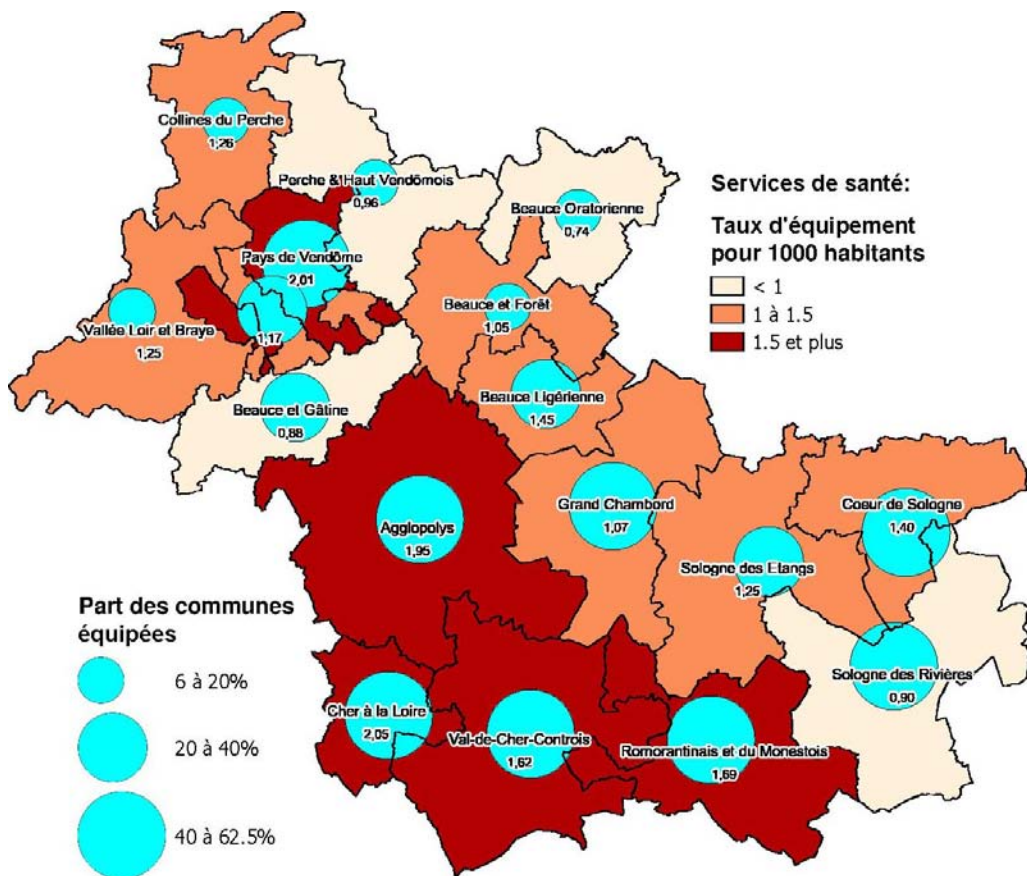 Collines du Perche
1,26
Perche & Haut Vendômois
0,96
Beauce Oratorienne
0,74
Services de santé:
Taux d'équipement
pour 1000 habitants
< 1
1 à 1.5
1.5 et plus
Pays de Vendôme
2,01
Beauce et Forêt
1,05
Vallée Loir et Braye
1,25
1,17
Beauce et Gâtine
0,88
Beauce Ligérienne
1,45
Agglopolys
1,95
Grand Chambord
1,07
Coeur de Sologne
1,40
Sologne des Etangs
1,25
Part des communes
équipées
6 à 20%
20 à 40%
40 à 62.5%
Sologne des Rivières
0,90
Cher à la Loire
2,05
Val-de-Cher-Controis
1,62
Romorantinais et du Monestois
1,69